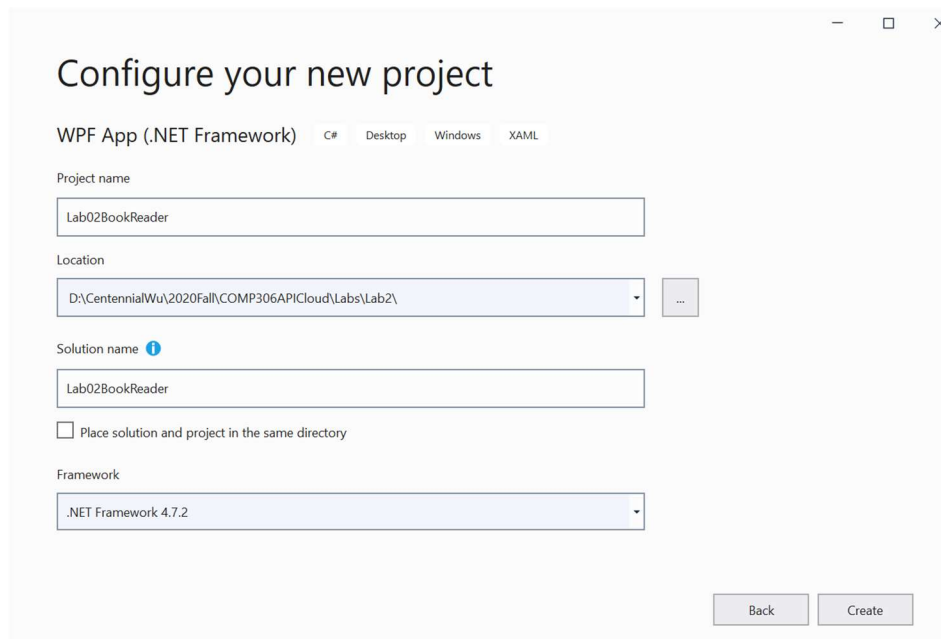 Configure your new project
WPF App (.NET Framework) C# Desktop Windows XAML
Project name
Lab02BookReader
Location
D:\CentennialWu\2020Fall\COMP306APICloud\Labs\Lab2\
...
Solution name
Lab02BookReader
Place solution and project in the same directory
Framework
.NET Framework 4.7.2
Back Create